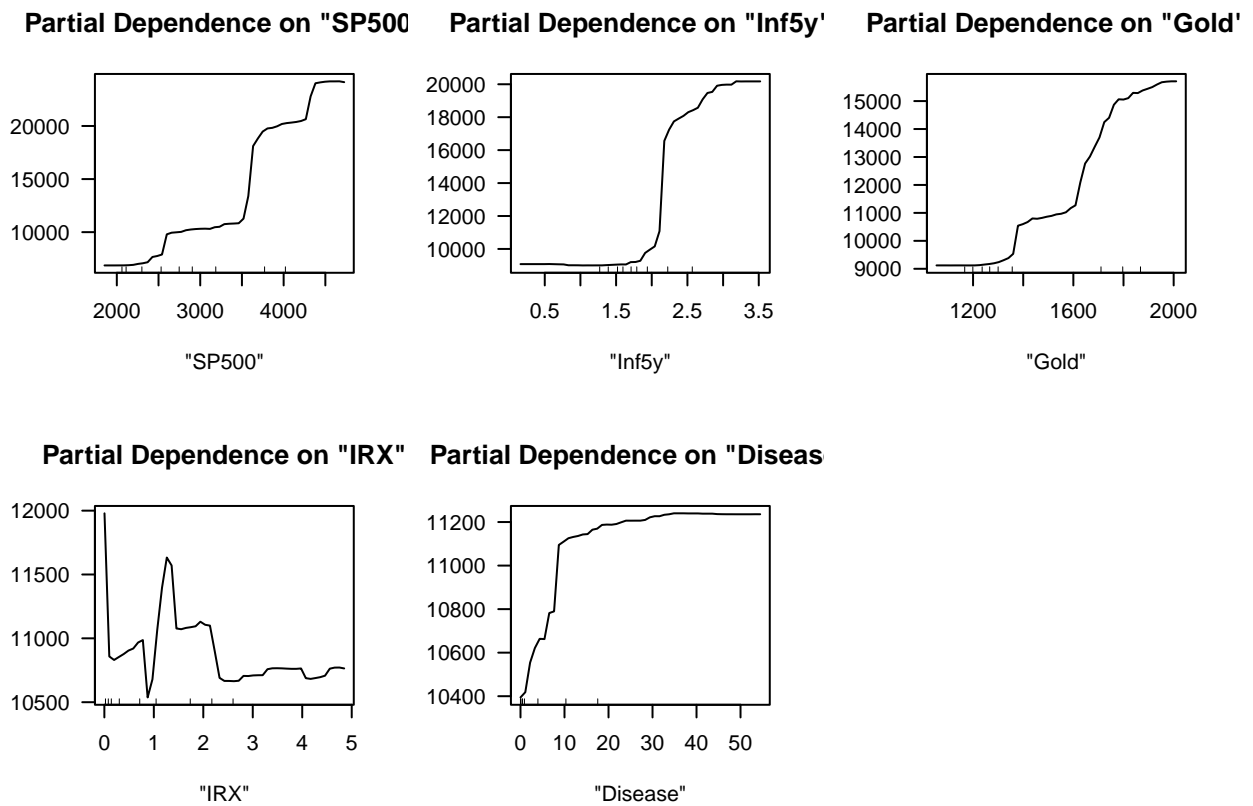 Partial Dependence on "SP500
20000
15000
10000
2000 3000 4000
"SP500"
Partial Dependence on "Inf5y'
20000
18000
16000
14000
12000
10000
0.5 1.5 2.5 3.5
"Inf5y"
Partial Dependence on "Gold'
15000
14000
13000
12000
11000
10000
9000
1200 1600 2000
"Gold"
Partial Dependence on "IRX"
12000
11500
11000
10500
0 1 2 3 4 5
"IRX"
Partial Dependence on "Diseas
11200
11000
10800
10600
10400
0 10 20 30 40 50
"Disease"